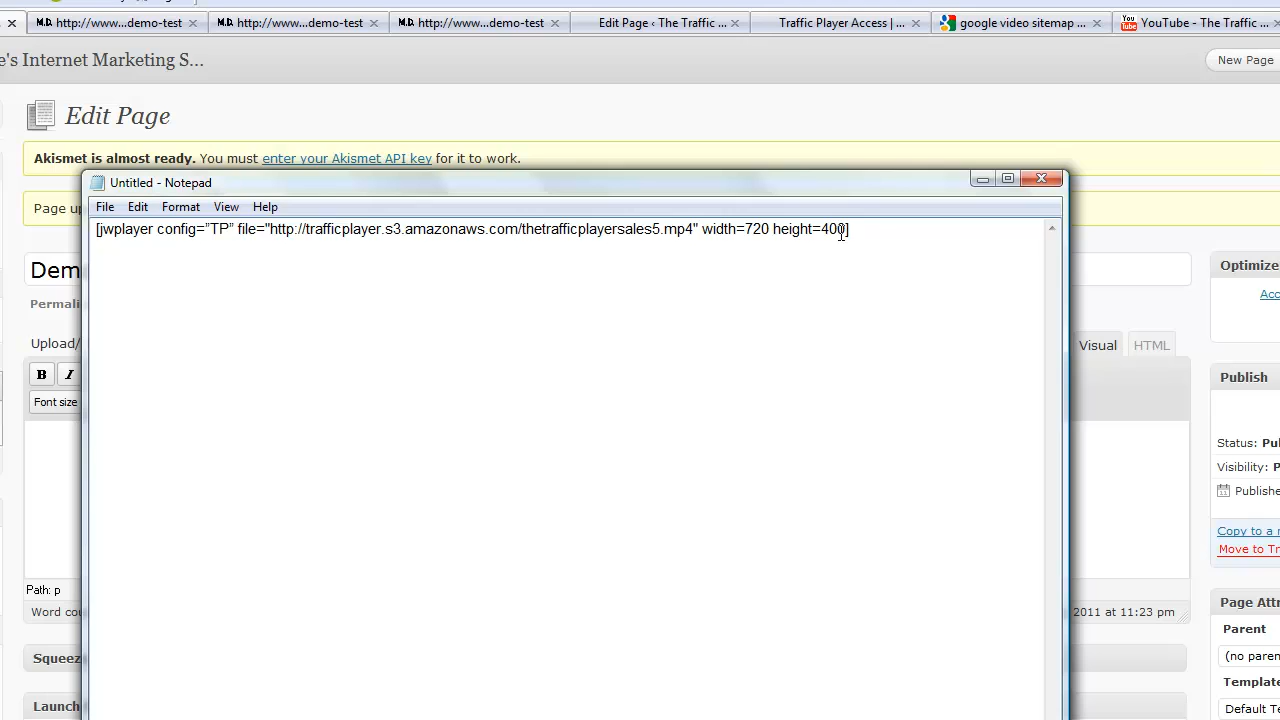 http://www...demo-test
http://www...demo-test
http://www...demo-test
Edit Page ‹ The Traffic ...
Traffic Player Access | ...
google video sitemap ...
YouTube - The Traffic ...
e's Internet Marketing S...
New Page
Edit Page
Akismet is almost ready. You must enter your Akismet API key for it to work.
Page up
Untitled - Notepad
File Edit Format View Help
[jwplayer config="TP" file="http://trafficplayer.s3.amazonaws.com/thetrafficplayersales5.mp4" width=720 height=400]
Dem
Permali
Upload/
B I
Font size
Visual HTML
Path: p
Word cou
2011 at 11:23 pm
Squeez
Launch
Optimize
Acc
Publish
Status: Pu
Visibility: P
Publishe
Copy to a n
Move to Tr
Page Att
Parent
(no paren
Template
Default Te